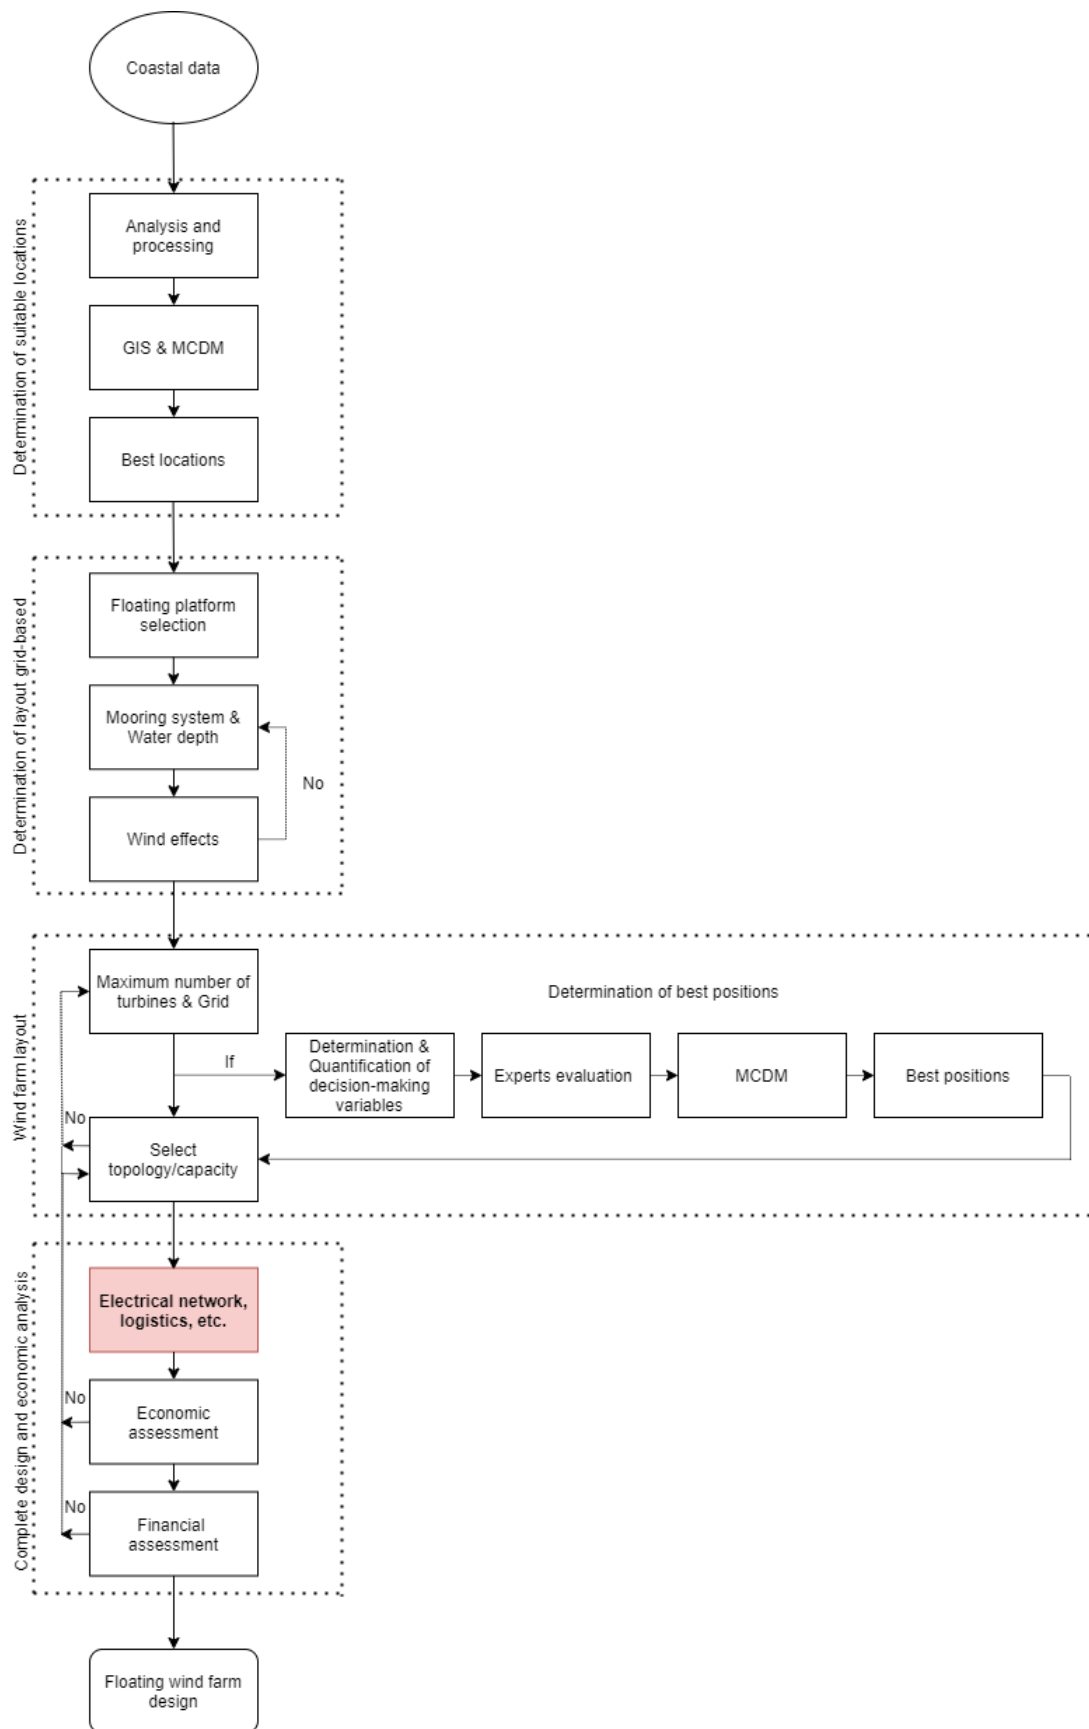 Coastal data
Determination of suitable locations
Analysis and
processing
GIS & MCDM
Best locations
Determination of layout grid-based
Floating platform
selection
Mooring system &
Water depth
No
Wind effects
Wind farm layout
Maximum number of
turbines & Grid
Determination of best positions
If
Determination &
Quantification of
decision-making
variables
Experts evaluation
MCDM
Best positions
No
Select
topology/capacity
Complete design and economic analysis
Electrical network,
logistics, etc.
No
Economic
assessment
No
Financial
assessment
Floating wind farm
design